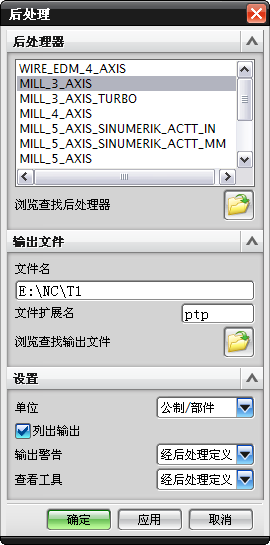 后处理
后处理器
WIRE_EDM_4_AXIS
MILL_3_AXIS
MILL_3_AXIS_TURBO
MILL_4_AXIS
MILL_5_AXIS_SINUMERIK_ACTT_IN
MILL_5_AXIS_SINUMERIK_ACTT_MM
MILL_5_AXIS
浏览查找后处理器
输出文件
文件名
E:\NC\T1
文件扩展名 ptp
浏览查找输出文件
设置
单位 公制/部件
列出输出
输出警告 经后处理定义
查看工具 经后处理定义
确定 应用 取消